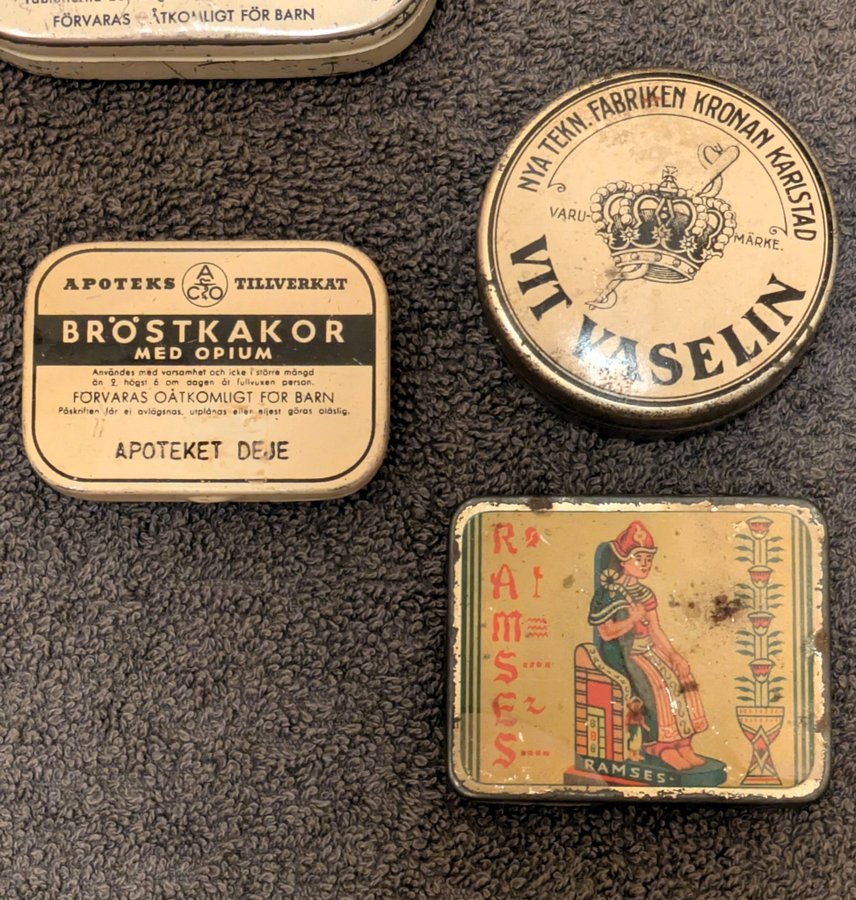 FÖRVARAS OÅTKOMLIGT FÖR BARN
NYA TEKN. FABRIKEN KRONAN KARLSTAD
VARU-MÄRKE.
VIT VASELIN
APOTEKS ACO TILLVERKAT
BRÖSTKAKOR
MED OPIUM
Användes med varsamhet och icke i större mängd
än 2, högst 6 om dagen åt fullvuxen person.
FÖRVARAS OÅTKOMLIGT FÖR BARN
Påskriften får ej avlägsnas, utplånas eller eljest göras oläslig.
APOTEKET DEJE
RAMSES
RAMSES